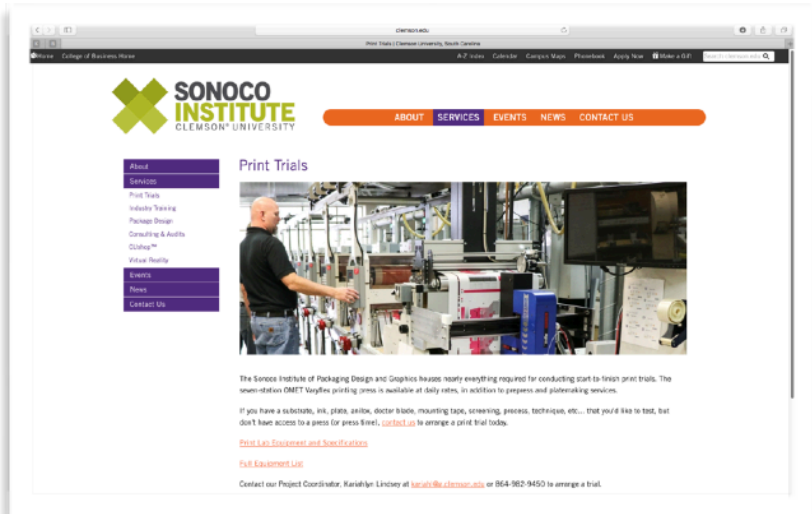 clemson.edu
Print Trials | Clemson University, South Carolina
Home College of Business Home
A-Z Index Calendar Campus Maps Phonebook Apply Now Make a Gift
SONOCO
INSTITUTE
CLEMSON® UNIVERSITY
ABOUT SERVICES EVENTS NEWS CONTACT US
About
Services
Print Trials
Industry Training
Package Design
Consulting & Audits
CUshop™
Virtual Reality
Events
News
Contact Us
Print Trials
The Sonoco Institute of Packaging Design and Graphics houses nearly everything required for conducting start-to-finish print trials. The
seven-station OMET Varyflex printing press is available at daily rates, in addition to prepress and platemaking services.
If you have a substrate, ink, plate, anilox, doctor blade, mounting tape, screening, process, technique, etc... that you'd like to test, but
don't have access to a press (or press time), contact us to arrange a print trial today.
Print Lab Equipment and Specifications
Full Equipment List
Contact our Project Coordinator, Kariahlyn Lindsey at or 864-982-9450 to arrange a trial.